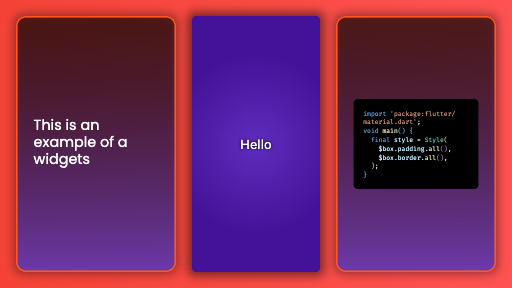 This is an
example of a
widgets
Hello
import 'package:flutter/
material.dart';
void main() {
  final style = Style(
    $box.padding.all(),
    $box.border.all(),
  );
}